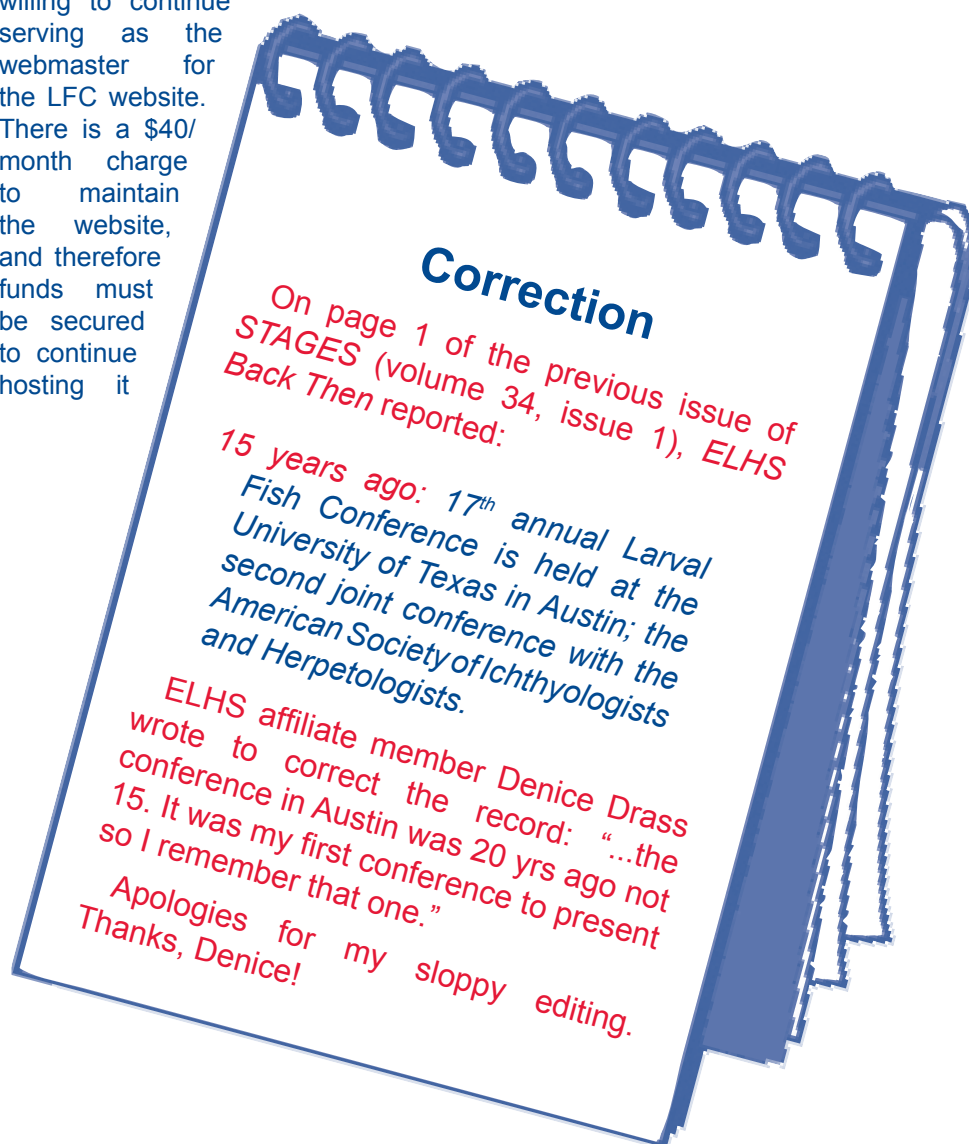 willing to continue
serving as the
webmaster for
the LFC website.
There is a $40/
month charge
to maintain
the website,
and therefore
funds must
be secured
to continue
hosting it
Correction
On page 1 of the previous issue of
STAGES (volume 34, issue 1), ELHS
Back Then reported:
15 years ago: 17th annual Larval
Fish Conference is held at the
University of Texas in Austin; the
second joint conference with the
American Society of Ichthyologists
and Herpetologists.
ELHS affiliate member Denice Drass
wrote to correct the record: “...the
conference in Austin was 20 yrs ago not
15. It was my first conference to present
so I remember that one.”
Apologies for my sloppy editing.
Thanks, Denice!